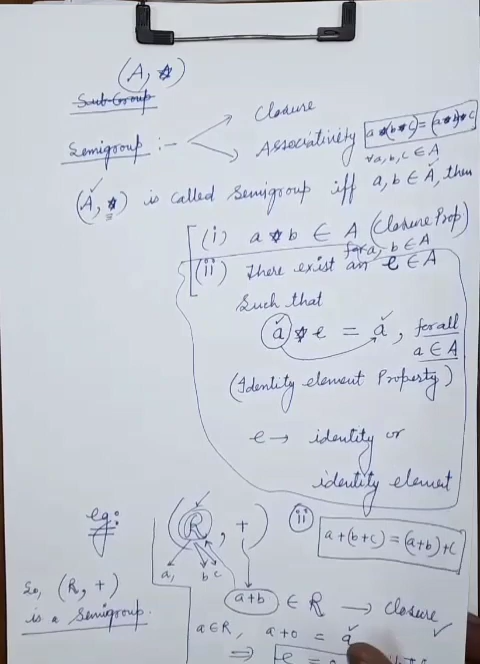 (A, *)
Sub Group
Semigroup :-
Closure
Associativity a*(b*c)=(a*b)*c
∀a,b,c ∈ A
(A, *) is called semigroup iff a,b ∈ A, then
(i) a * b ∈ A (Closure Prop)
for a, b ∈ A
(ii) There exist an e ∈ A
Such that
a * e = a, for all
a ∈ A
(Identity element Property)
e → identity or
identity element
eg:
(R, +)
(ii) a+(b+c) = (a+b)+c
a, b c
So, (R, +)
is a Semigroup.
a+b ∈ R → Closure
a ∈ R, a+0 = a
⇒ e =